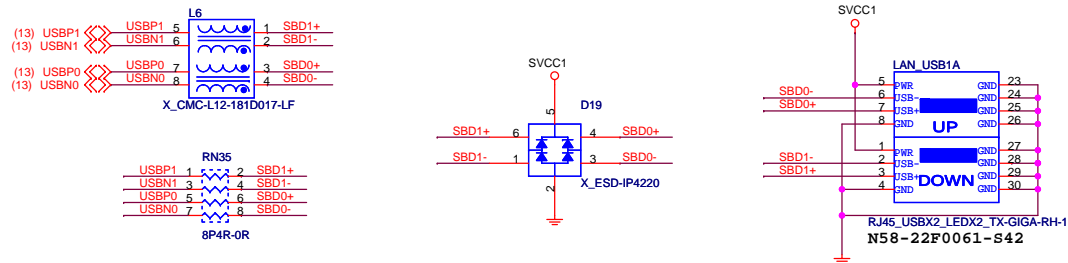 L6
(13) USBP1 USBP1 5 1 SBD1+
(13) USBN1 USBN1 6 2 SBD1-
(13) USBP0 USBP0 7 3 SBD0+
(13) USBN0 USBN0 8 4 SBD0-
X_CMC-L12-181D017-LF
RN35
USBP1 1 2 SBD1+
USBN1 3 4 SBD1-
USBP0 5 6 SBD0+
USBN0 7 8 SBD0-
8P4R-0R
SVCC1
5 D19
SBD1+ 6 4 SBD0+
SBD1- 1 3 SBD0-
2 X_ESD-IP4220
SVCC1
LAN_USB1A
5 PWR GND 23
SBD0- 6 USB- GND 24
SBD0+ 7 USB+ GND 25
8 GND GND 26
UP
1 PWR GND 27
SBD1- 2 USB- GND 28
SBD1+ 3 USB+ GND 29
4 GND GND 30
DOWN
RJ45_USBX2_LEDX2_TX-GIGA-RH-1
N58-22F0061-S42